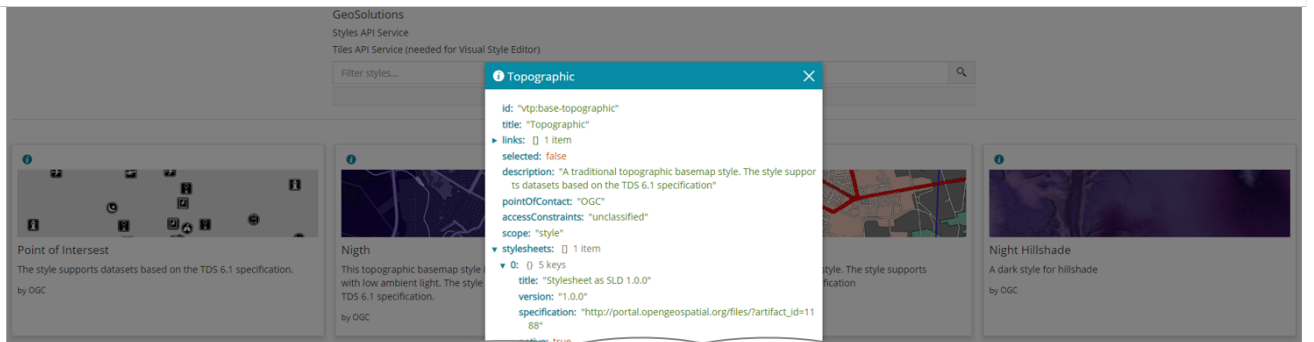 GeoSolutions
Styles API Service
Tiles API Service (needed for Visual Style Editor)
Filter styles...
Topographic
id: "vtp:base-topographic"
title: "Topographic"
links: [] 1 item
selected: false
description: "A traditional topographic basemap style. The style suppor
ts datasets based on the TDS 6.1 specification"
pointOfContact: "OGC"
accessConstraints: "unclassified"
scope: "style"
stylesheets: [] 1 item
0: {} 5 keys
title: "Stylesheet as SLD 1.0.0"
version: "1.0.0"
specification: "http://portal.opengeospatial.org/files/?artifact_id=11
88"
Point of Intersest
The style supports datasets based on the TDS 6.1 specification.
by OGC
Nigth
This topographic basemap style
with low ambient light. The style
TDS 6.1 specification.
by OGC
style. The style supports
Night Hillshade
A dark style for hillshade
by OGC